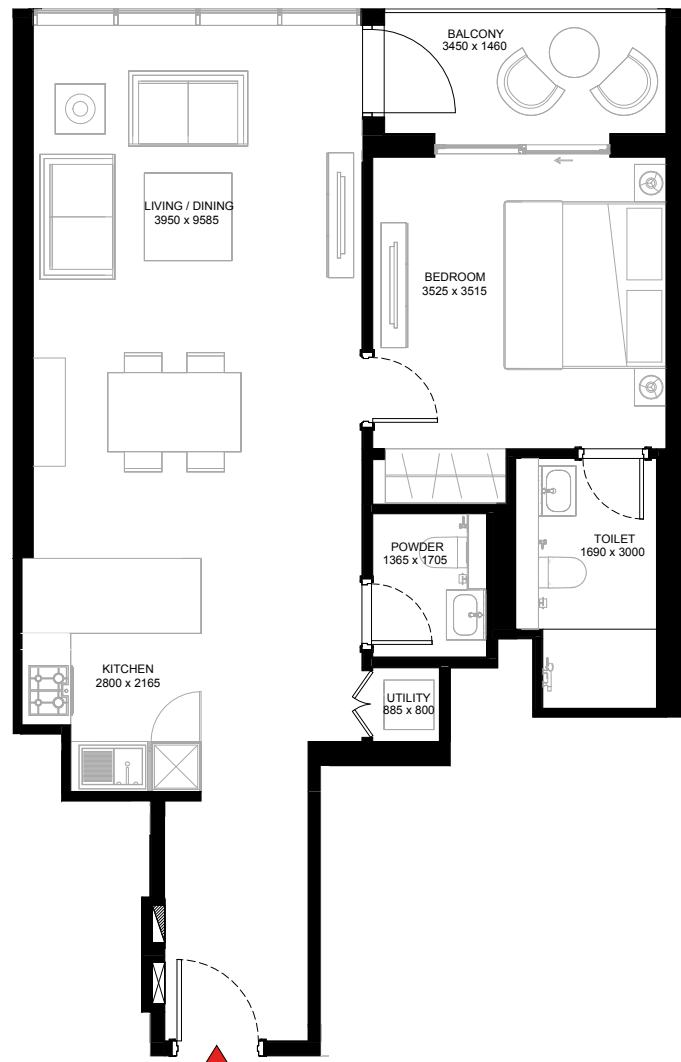 BALCONY
3450 x 1460
LIVING / DINING
3950 x 9585
BEDROOM
3525 x 3515
POWDER
1365 x 1705
TOILET
1690 x 3000
KITCHEN
2800 x 2165
UTILITY
885 x 800